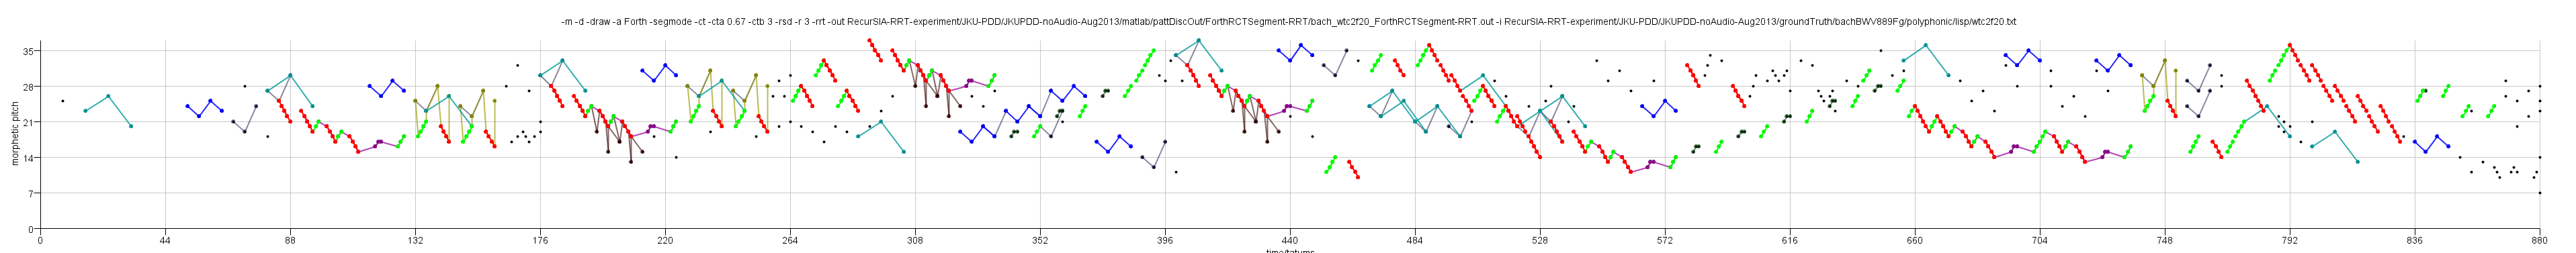 -m -d -draw -a Forth -segmode -ct -cta 0.67 -ctb 3 -rsd -r 3 -rrt -out RecurSIA-RRT-experiment/JKU-PDD/JKUPDD-noAudio-Aug2013/matlab/pattDiscOut/ForthRCTSegment-RRT/bach_wtc2f20_ForthRCTSegment-RRT.out -i RecurSIA-RRT-experiment/JKU-PDD/JKUPDD-noAudio-Aug2013/groundTruth/bachBWV889Fg/polyphonic/lisp/wtc2f20.txt
morphetic pitch
35
28
21
14
7
0
0 44 88 132 176 220 264 308 352 396 440 484 528 572 616 660 704 748 792 836 880
time/tatums